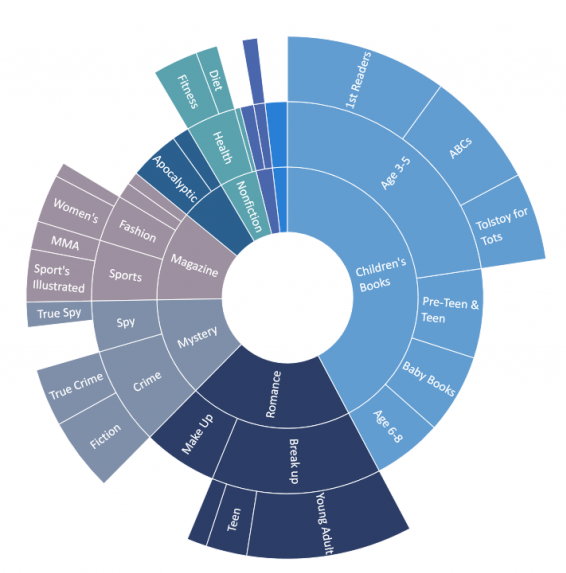 1st Readers
ABCs
Tolstoy for
Tots
Age 3-5
Children's
Books
Pre-Teen &
Teen
Baby Books
Age 6-8
Romance
Break up
Young Adult
Teen
Make Up
Mystery
Crime
Fiction
True Crime
Spy
True Spy
Magazine
Sports
Sport's
Illustrated
MMA
Fashion
Women's
Apocalyptic
Nonfiction
Health
Fitness
Diet